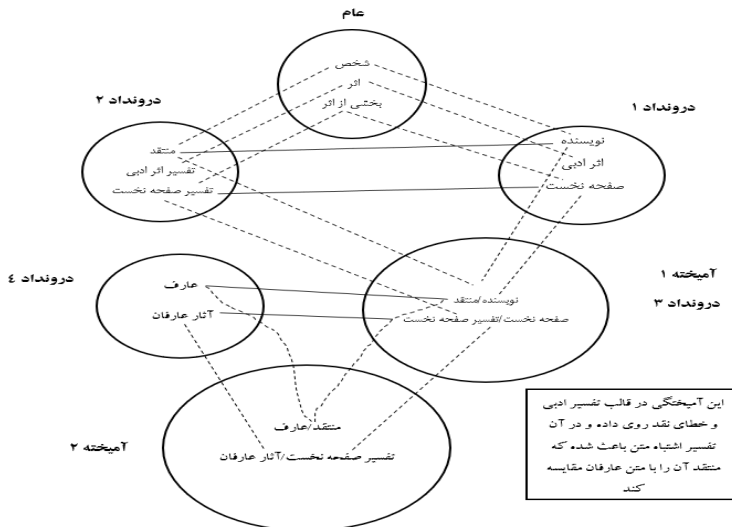 عام
شخص
اثر
بخشی از اثر
درونداد ۱
نویسنده
اثر ادبی
صفحه نخست
درونداد ۲
منتقد
تفسیر اثر ادبی
تفسیر صفحه نخست
آمیخته ۱
درونداد ۳
نویسنده/منتقد
صفحه نخست/تفسیر صفحه نخست
درونداد ٤
عارف
آثار عارفان
آمیخته ۲
منتقد/عارف
تفسیر صفحه نخست/آثار عارفان
این آمیختگی در قالب تفسیر ادبی
و خطای نقد روی داده و در آن
تفسیر اشتباه متن باعث شده که
منتقد آن را با متن عارفان مقایسه
کند